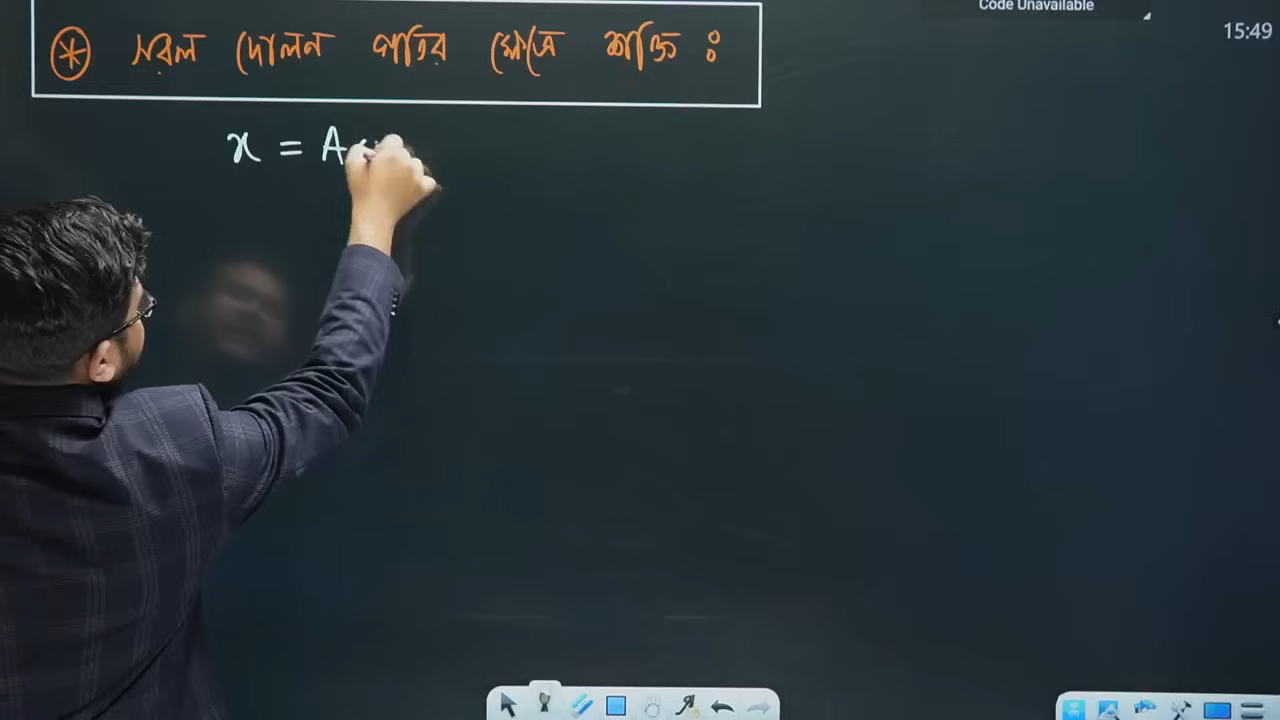 Code Unavailable
15:49
* সরল দোলন গতির ক্ষেত্রে শক্তি ঃ
x = A